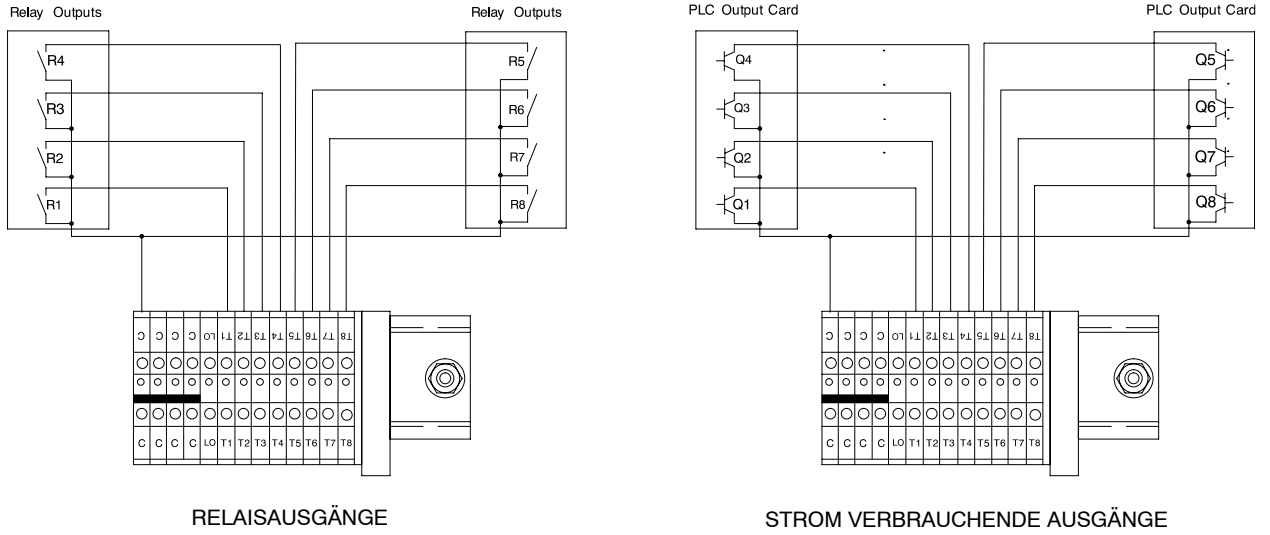 Relay Outputs
R4
R3
R2
R1
Relay Outputs
R5
R6
R7
R8
C C C C LO T1 T2 T3 T4 T5 T6 T7 T8
C C C C LO T1 T2 T3 T4 T5 T6 T7 T8
RELAISAUSGÄNGE
PLC Output Card
Q4
Q3
Q2
Q1
PLC Output Card
Q5
Q6
Q7
Q8
C C C C LO T1 T2 T3 T4 T5 T6 T7 T8
C C C C LO T1 T2 T3 T4 T5 T6 T7 T8
STROM VERBRAUCHENDE AUSGÄNGE